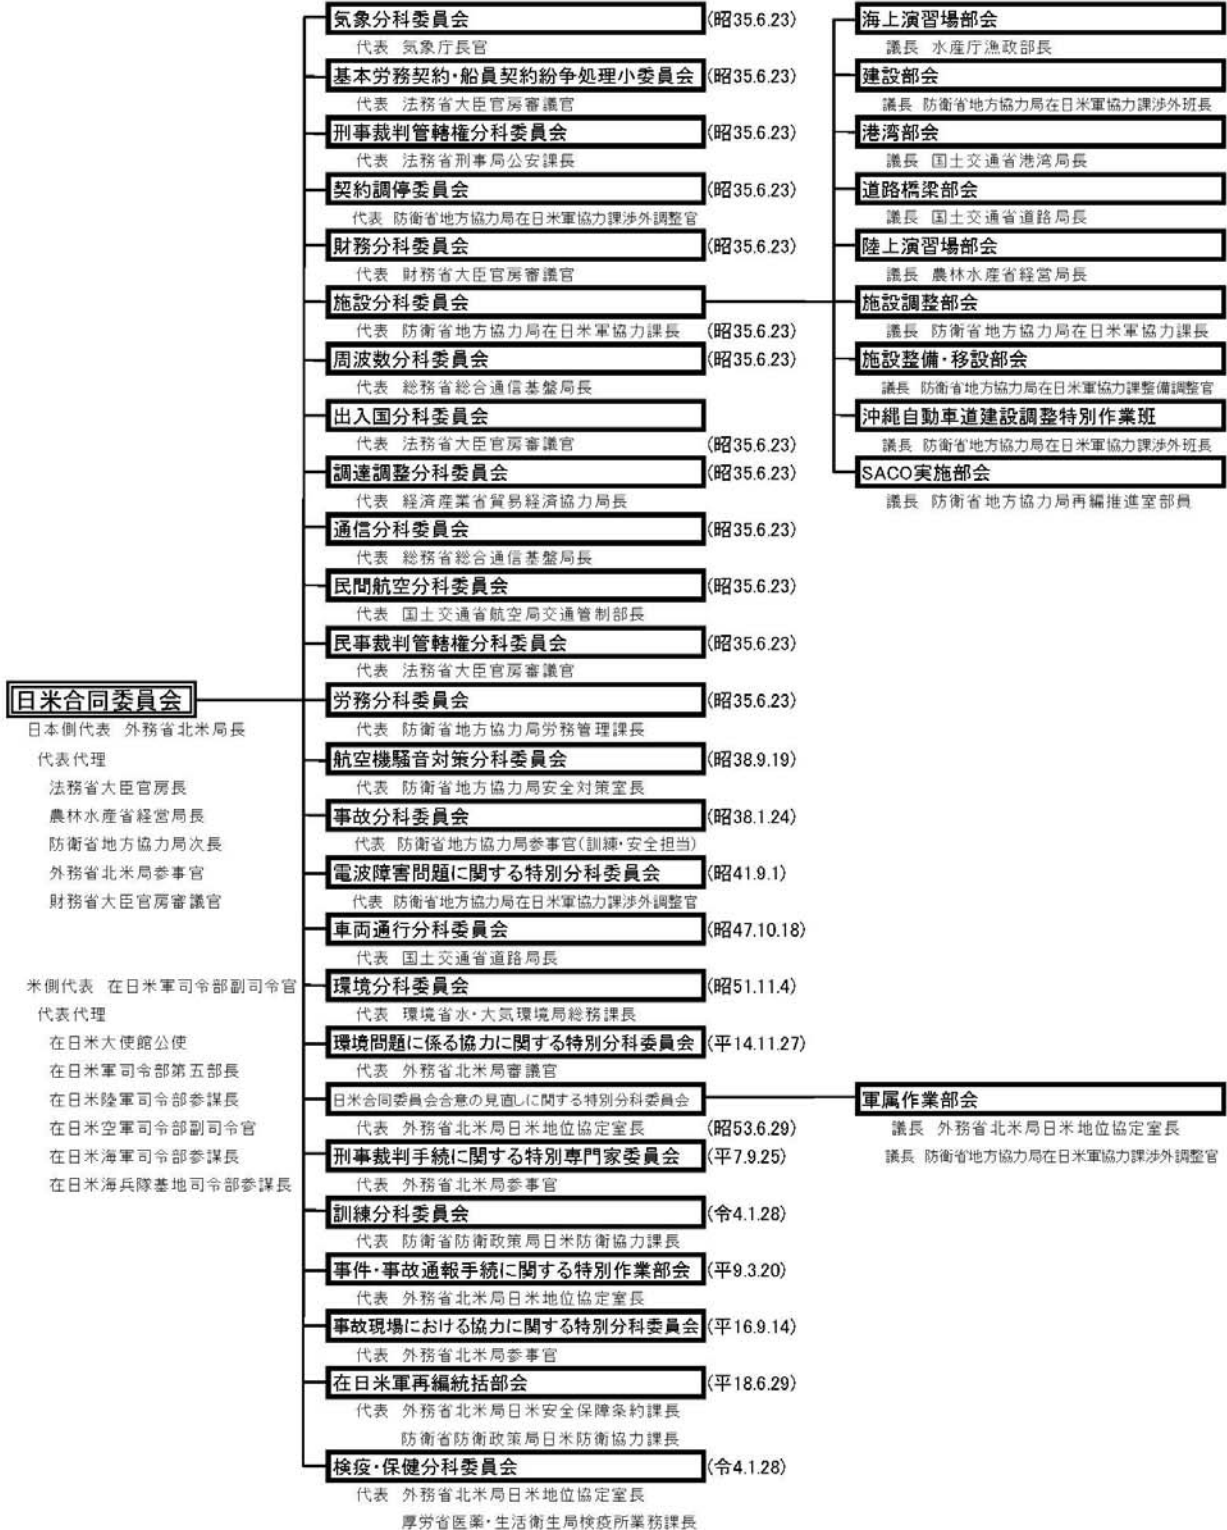 日米合同委員会
日本側代表 外務省北米局長
代表代理
法務省大臣官房長
農林水産省経営局長
防衛省地方協力局次長
外務省北米局参事官
財務省大臣官房審議官
米側代表 在日米軍司令部副司令官
代表代理
在日米大使館公使
在日米軍司令部第五部長
在日米陸軍司令部参謀長
在日米空軍司令部副司令官
在日米海軍司令部参謀長
在日米海兵隊基地司令部参謀長
気象分科委員会 (昭35.6.23)
代表 気象庁長官
基本労務契約・船員契約紛争処理小委員会 (昭35.6.23)
代表 法務省大臣官房審議官
刑事裁判管轄権分科委員会 (昭35.6.23)
代表 法務省刑事局公安課長
契約調停委員会 (昭35.6.23)
代表 防衛省地方協力局在日米軍協力課渉外調整官
財務分科委員会 (昭35.6.23)
代表 財務省大臣官房審議官
施設分科委員会
代表 防衛省地方協力局在日米軍協力課長 (昭35.6.23)
周波数分科委員会 (昭35.6.23)
代表 総務省総合通信基盤局長
出入国分科委員会
代表 法務省大臣官房審議官 (昭35.6.23)
調達調整分科委員会 (昭35.6.23)
代表 経済産業省貿易経済協力局長
通信分科委員会 (昭35.6.23)
代表 総務省総合通信基盤局長
民間航空分科委員会 (昭35.6.23)
代表 国土交通省航空局交通管制部長
民事裁判管轄権分科委員会 (昭35.6.23)
代表 法務省大臣官房審議官
労務分科委員会 (昭35.6.23)
代表 防衛省地方協力局労務管理課長
航空機騒音対策分科委員会 (昭38.9.19)
代表 防衛省地方協力局安全対策室長
事故分科委員会 (昭38.1.24)
代表 防衛省地方協力局参事官(訓練・安全担当)
電波障害問題に関する特別分科委員会 (昭41.9.1)
代表 防衛省地方協力局在日米軍協力課渉外調整官
車両通行分科委員会 (昭47.10.18)
代表 国土交通省道路局長
環境分科委員会 (昭51.11.4)
代表 環境省水・大気環境局総務課長
環境問題に係る協力に関する特別分科委員会 (平14.11.27)
代表 外務省北米局審議官
日米合同委員会合意の見直しに関する特別分科委員会
代表 外務省北米局日米地位協定室長 (昭53.6.29)
刑事裁判手続に関する特別専門家委員会 (平7.9.25)
代表 外務省北米局参事官
訓練分科委員会 (令4.1.28)
代表 防衛省防衛政策局日米防衛協力課長
事件・事故通報手続に関する特別作業部会 (平9.3.20)
代表 外務省北米局日米地位協定室長
事故現場における協力に関する特別分科委員会 (平16.9.14)
代表 外務省北米局参事官
在日米軍再編統括部会 (平18.6.29)
代表 外務省北米局日米安全保障条約課長
防衛省防衛政策局日米防衛協力課長
検疫・保健分科委員会 (令4.1.28)
代表 外務省北米局日米地位協定室長
厚労省医薬・生活衛生局検疫所業務課長
海上演習場部会
議長 水産庁漁政部長
建設部会
議長 防衛省地方協力局在日米軍協力課渉外班長
港湾部会
議長 国土交通省港湾局長
道路橋梁部会
議長 国土交通省道路局長
陸上演習場部会
議長 農林水産省経営局長
施設調整部会
議長 防衛省地方協力局在日米軍協力課長
施設整備・移設部会
議長 防衛省地方協力局在日米軍協力課整備調整官
沖縄自動車道建設調整特別作業班
議長 防衛省地方協力局在日米軍協力課渉外班長
SACO実施部会
議長 防衛省地方協力局再編推進室部員
軍属作業部会
議長 外務省北米局日米地位協定室長
議長 防衛省地方協力局在日米軍協力課渉外調整官